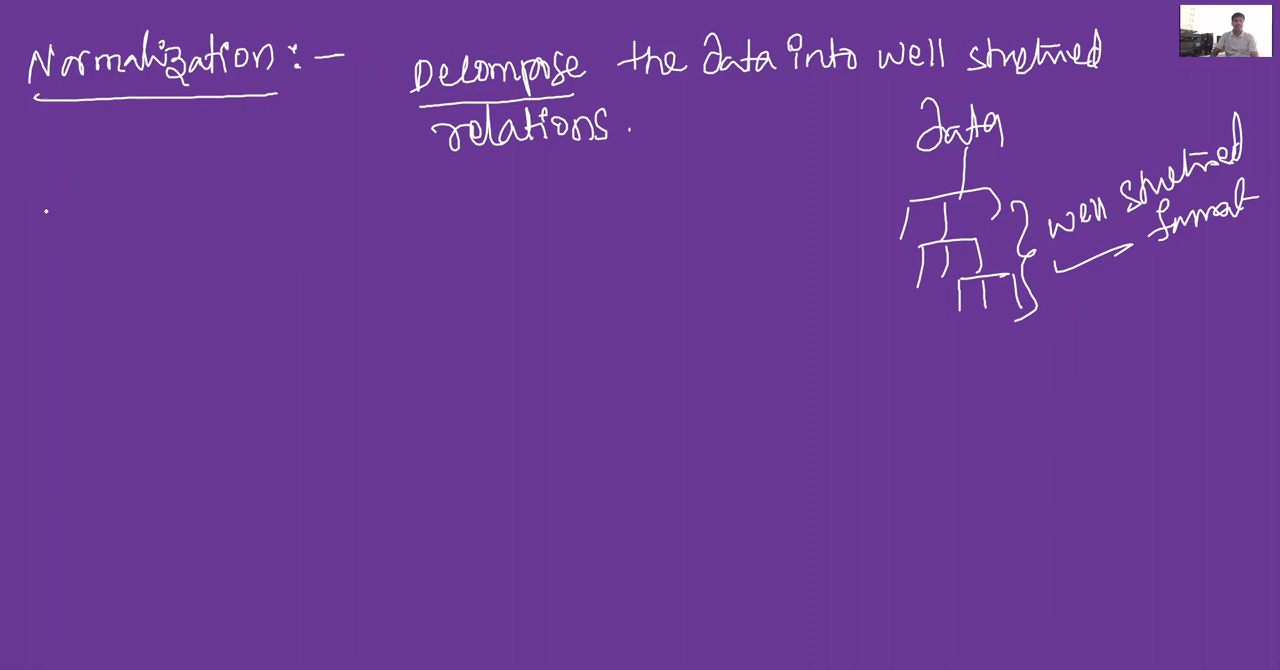 Normalization :- Decompose the data into well structured
relations.
data
well structured
format